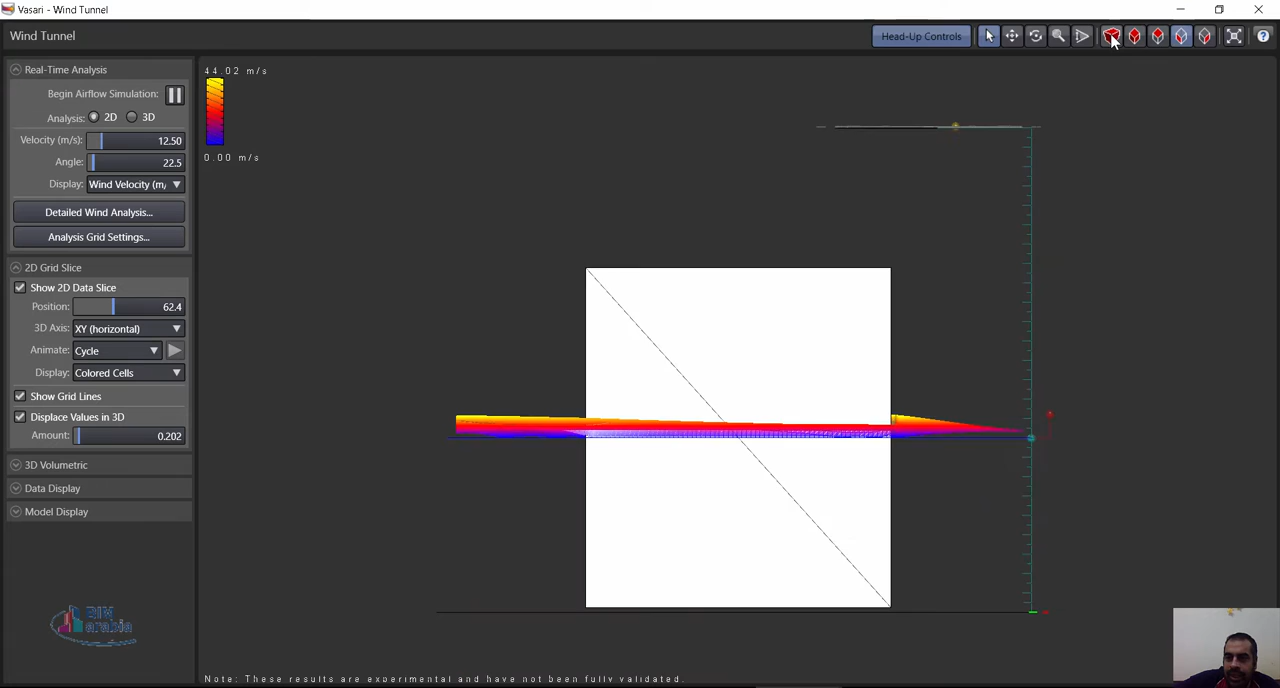 Vasari - Wind Tunnel
Wind Tunnel
Head-Up Controls
Real-Time Analysis
Begin Airflow Simulation:
Analysis: 2D 3D
Velocity (m/s): 12.50
Angle: 22.5
Display: Wind Velocity (m,
Detailed Wind Analysis...
Analysis Grid Settings...
2D Grid Slice
Show 2D Data Slice
Position: 62.4
3D Axis: XY (horizontal)
Animate: Cycle
Display: Colored Cells
Show Grid Lines
Displace Values in 3D
Amount: 0.202
3D Volumetric
Data Display
Model Display
BIM
arabia
44.02 m/s
0.00 m/s
Note: These results are experimental and have not been fully validated.